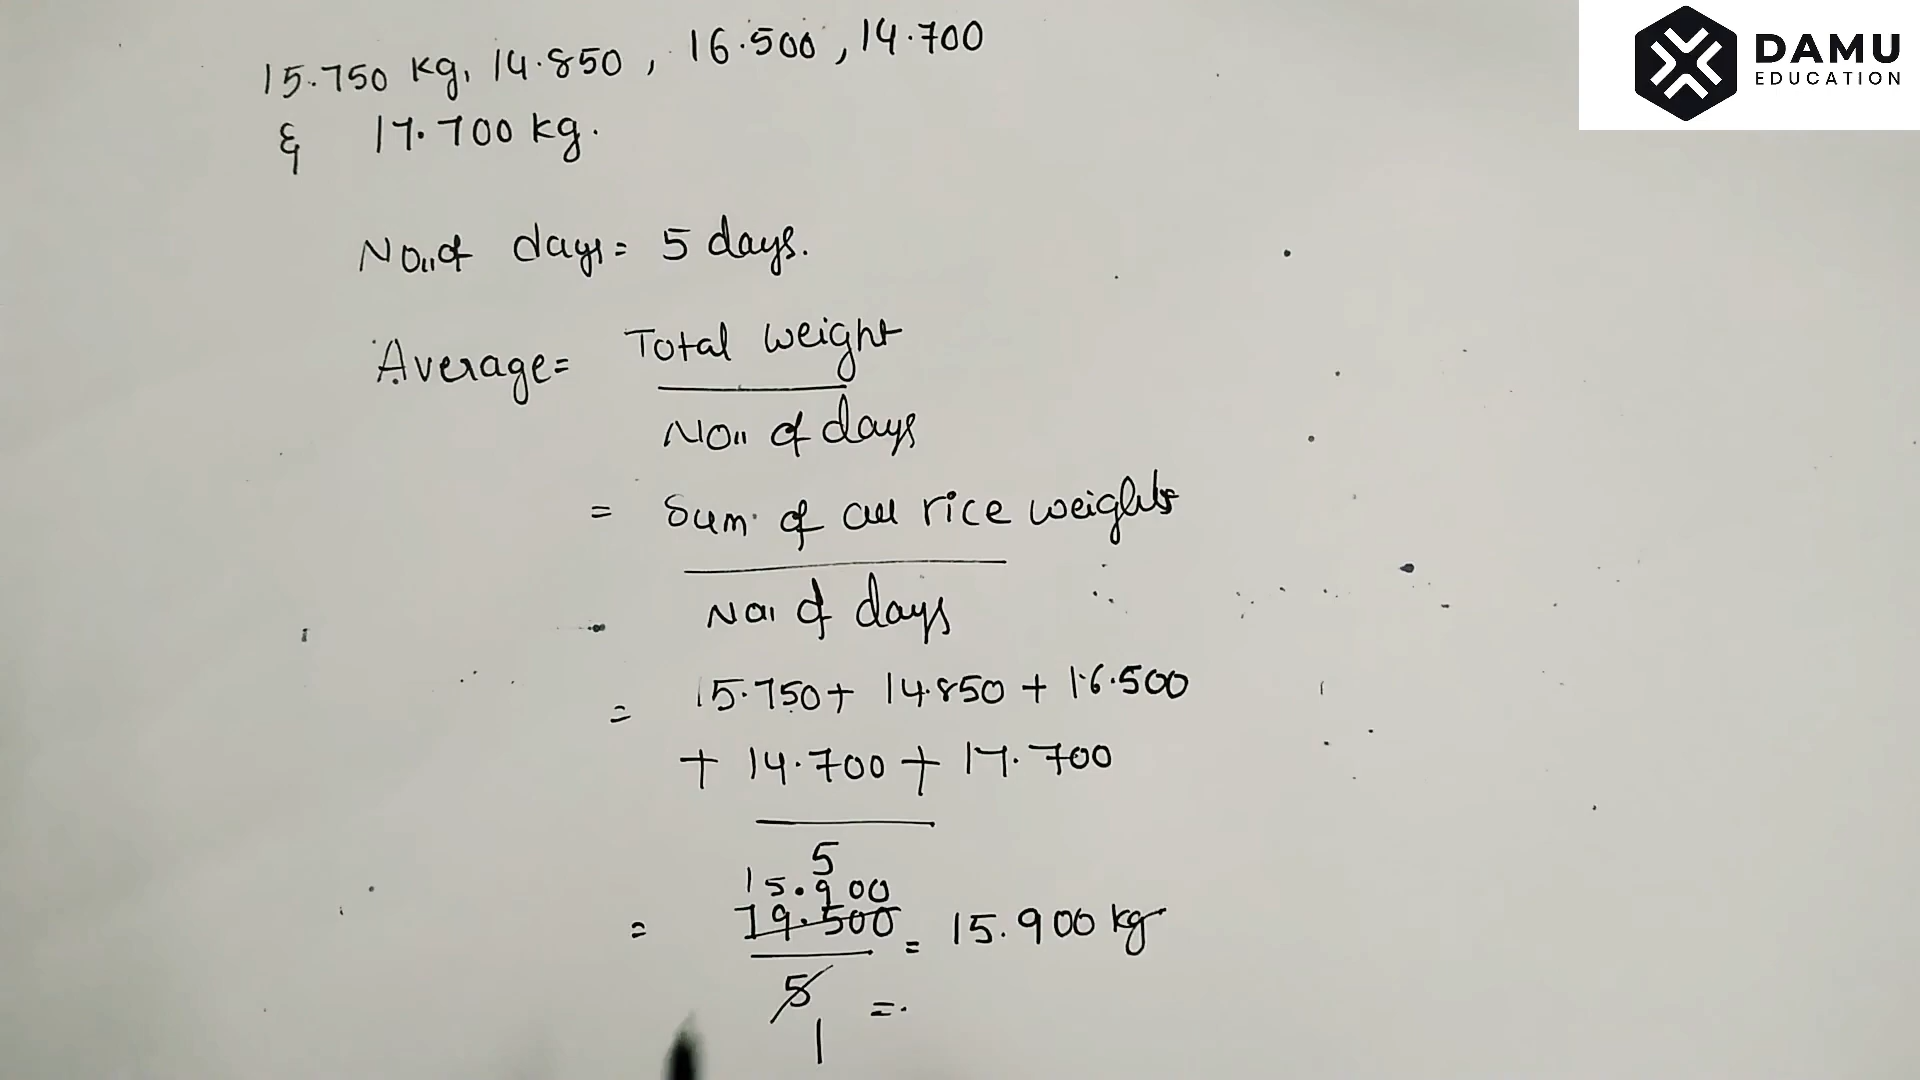 15.750 kg, 14.850, 16.500, 14.700
DAMU
EDUCATION
& 17.700 kg.
No. of days = 5 days.
Average = Total weight
No. of days
= Sum of all rice weights
No. of days
= 15.750 + 14.850 + 16.500
+ 14.700 + 17.700
5
15.900
= 79.500 = 15.900 kg
5 =
1